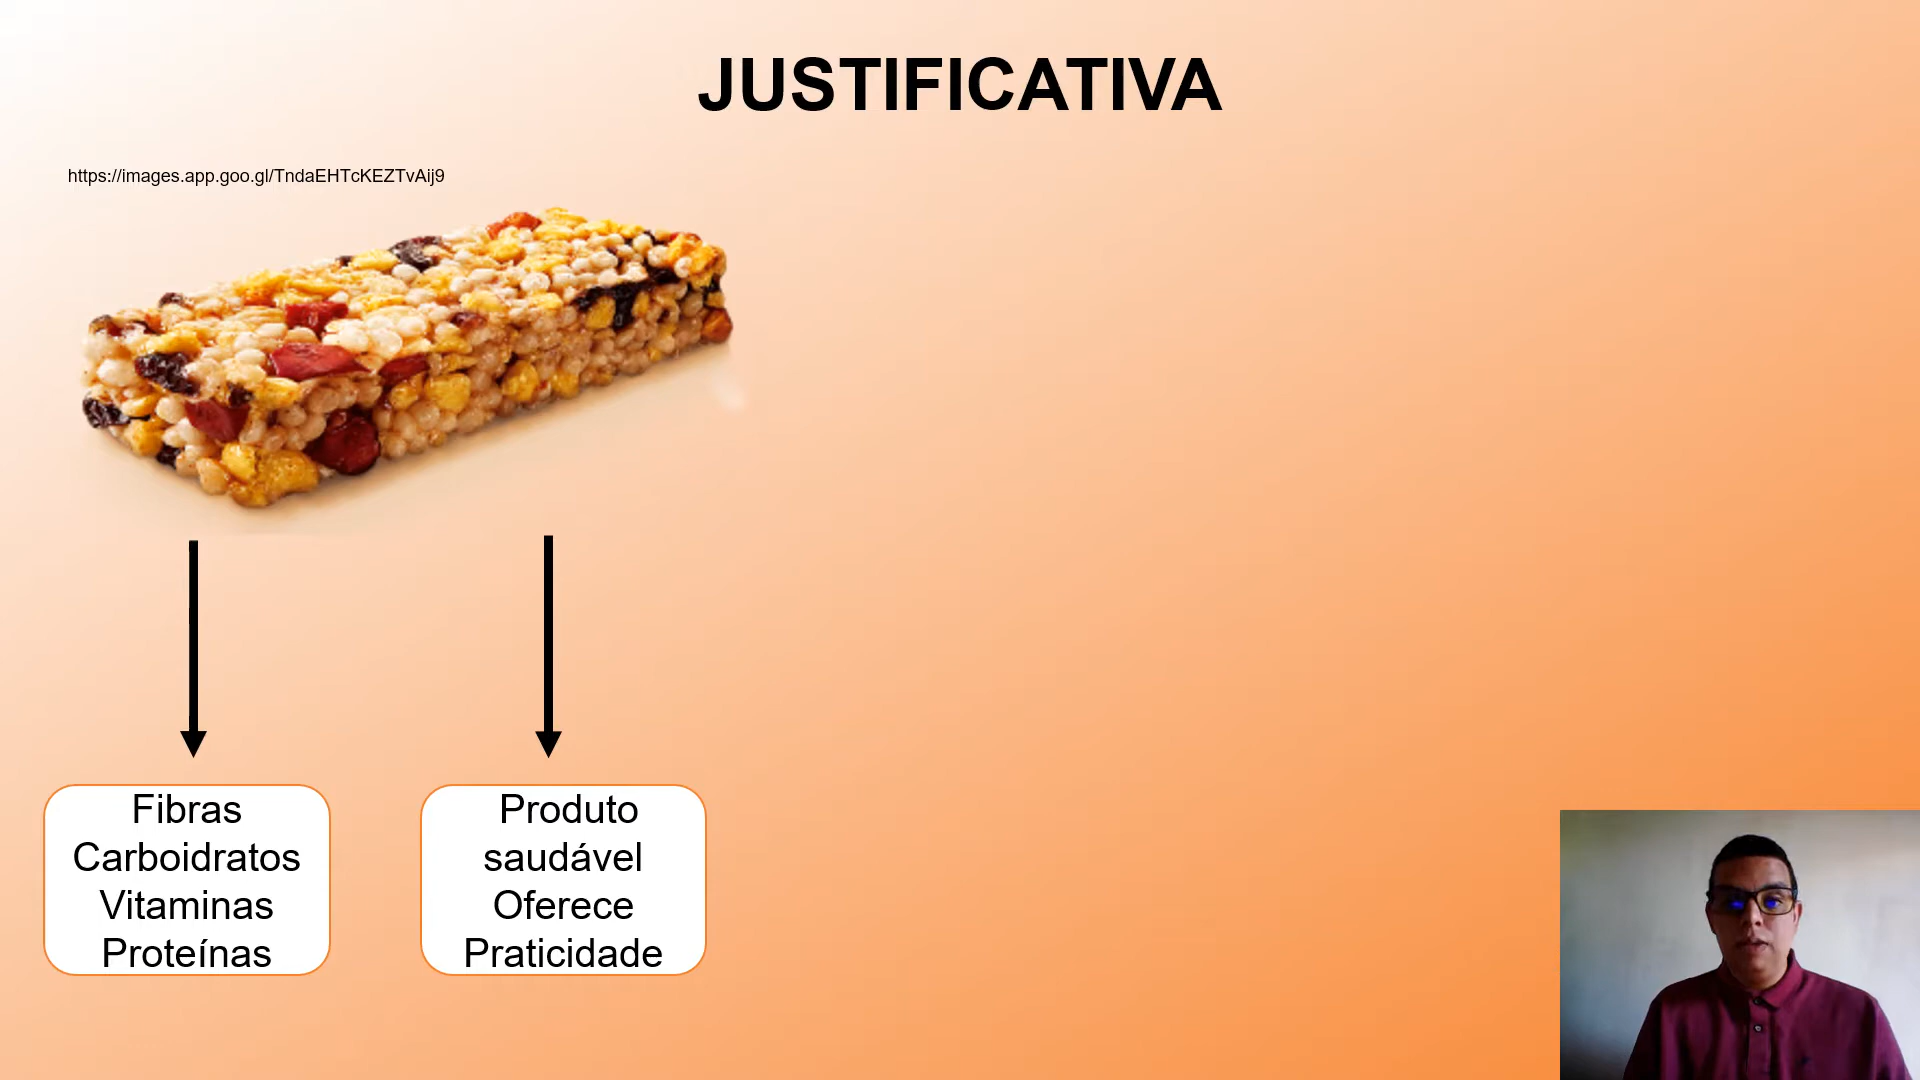 JUSTIFICATIVA
https://images.app.goo.gl/TndaEHTcKEZTvAij9
Fibras
Carboidratos
Vitaminas
Proteínas
Produto
saudável
Oferece
Praticidade